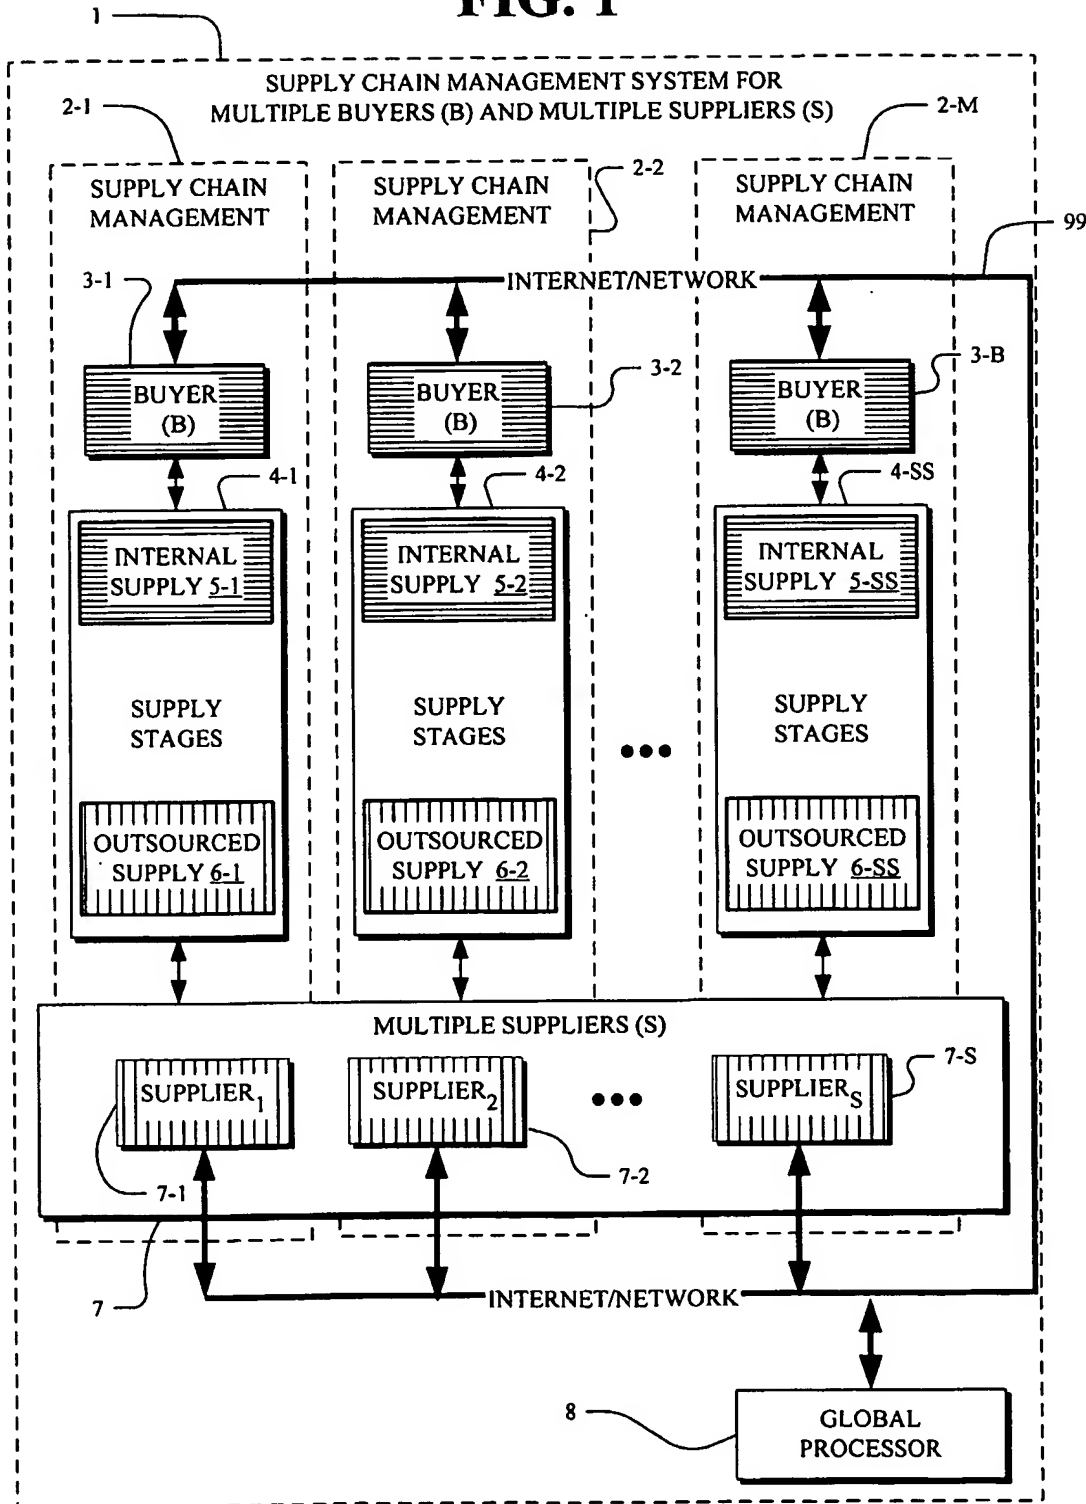 FIG. 1
1
SUPPLY CHAIN MANAGEMENT SYSTEM FOR
MULTIPLE BUYERS (B) AND MULTIPLE SUPPLIERS (S)
2-1
2-M
SUPPLY CHAIN
MANAGEMENT
SUPPLY CHAIN
MANAGEMENT
2-2
SUPPLY CHAIN
MANAGEMENT
99
INTERNET/NETWORK
3-1
BUYER
(B)
BUYER
(B)
3-2
BUYER
(B)
3-B
4-1
4-2
4-SS
INTERNAL
SUPPLY 5-1
INTERNAL
SUPPLY 5-2
INTERNAL
SUPPLY 5-SS
SUPPLY
STAGES
SUPPLY
STAGES
SUPPLY
STAGES
OUTSOURCED
SUPPLY 6-1
OUTSOURCED
SUPPLY 6-2
OUTSOURCED
SUPPLY 6-SS
MULTIPLE SUPPLIERS (S)
SUPPLIER1
SUPPLIER2
SUPPLIERS
7-S
7-1
7-2
7
INTERNET/NETWORK
8
GLOBAL
PROCESSOR